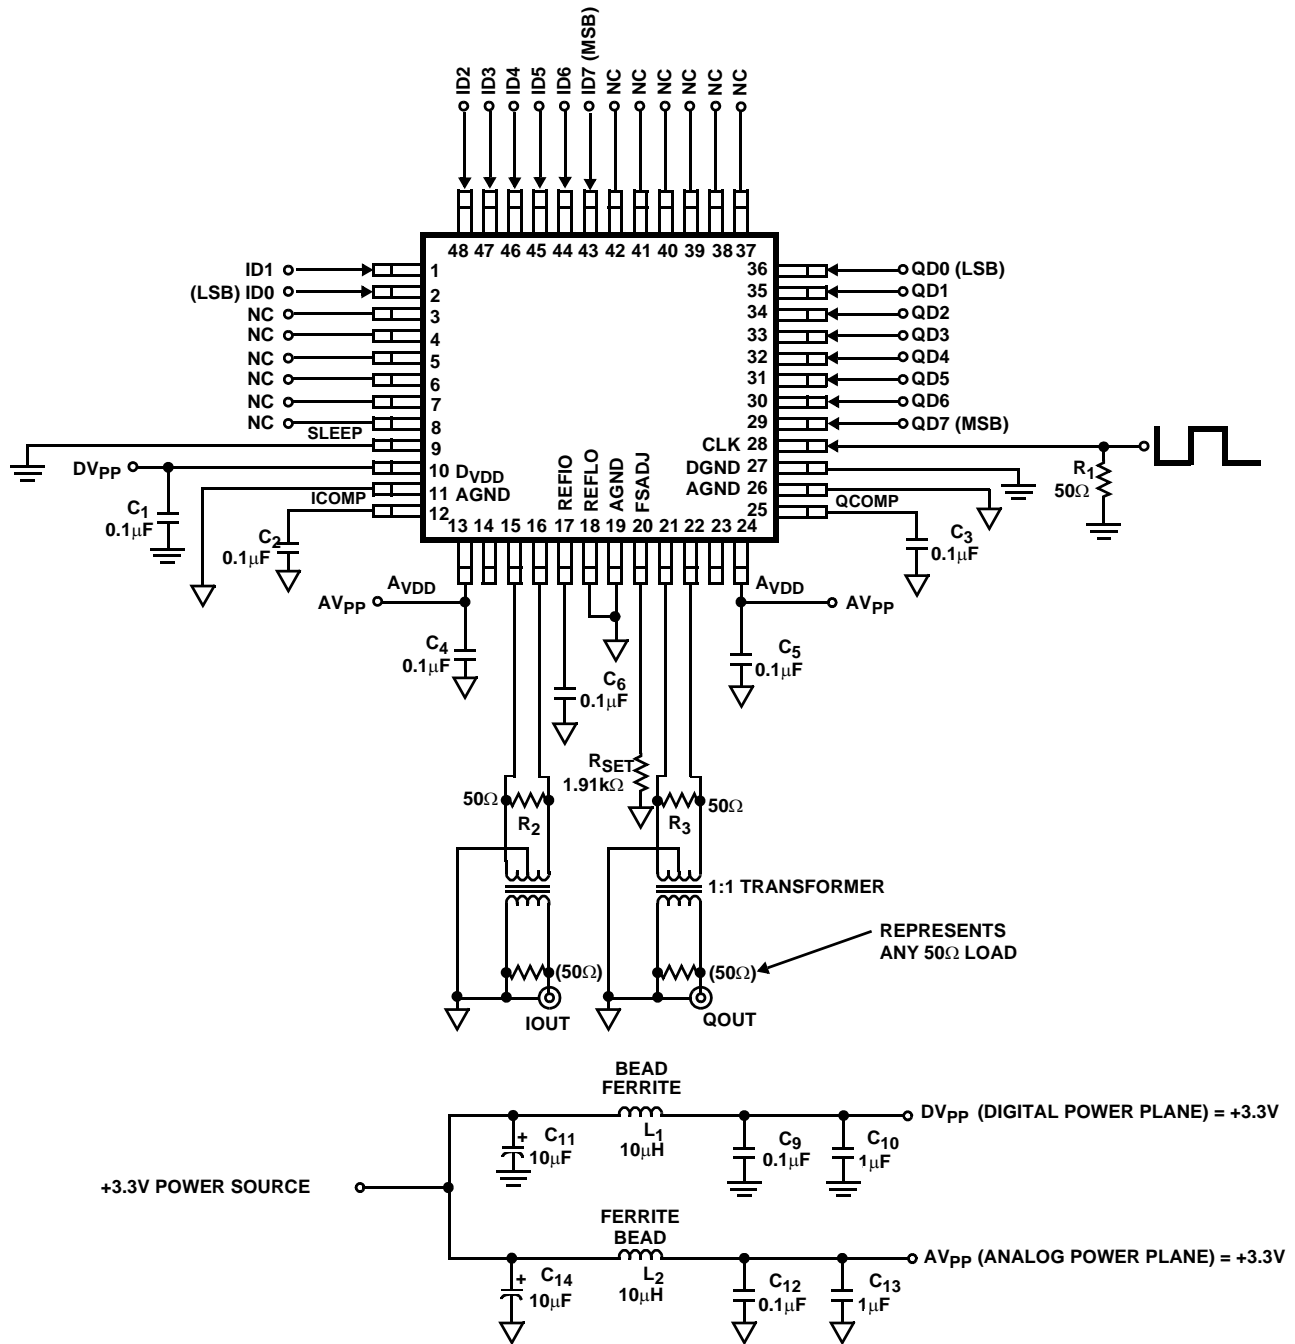 ID2
ID3
ID4
ID5
ID6
ID7 (MSB)
NC
NC
NC
NC
NC
NC
48 47 46 45 44 43 42 41 40 39 38 37
ID1 1
(LSB) ID0 2
NC 3
NC 4
NC 5
NC 6
NC 7
NC 8
SLEEP 9
DVPP 10 DVDD
11 AGND
ICOMP 12
36 QD0 (LSB)
35 QD1
34 QD2
33 QD3
32 QD4
31 QD5
30 QD6
29 QD7 (MSB)
CLK 28
DGND 27
AGND 26
25 QCOMP
R1
50Ω
REFIO
REFLO
AGND
FSADJ
13 14 15 16 17 18 19 20 21 22 23 24
C1
0.1µF
C2
0.1µF
C3
0.1µF
AVDD
AVPP
AVDD
AVPP
C4
0.1µF
C6
0.1µF
C5
0.1µF
RSET
1.91kΩ
50Ω
R2
R3
50Ω
1:1 TRANSFORMER
REPRESENTS
ANY 50Ω LOAD
(50Ω)
(50Ω)
IOUT
QOUT
BEAD
FERRITE
L1
10µH
C11
+
10µF
C9
0.1µF
C10
1µF
DVPP (DIGITAL POWER PLANE) = +3.3V
+3.3V POWER SOURCE
FERRITE
BEAD
L2
10µH
C14
+
10µF
C12
0.1µF
C13
1µF
AVPP (ANALOG POWER PLANE) = +3.3V